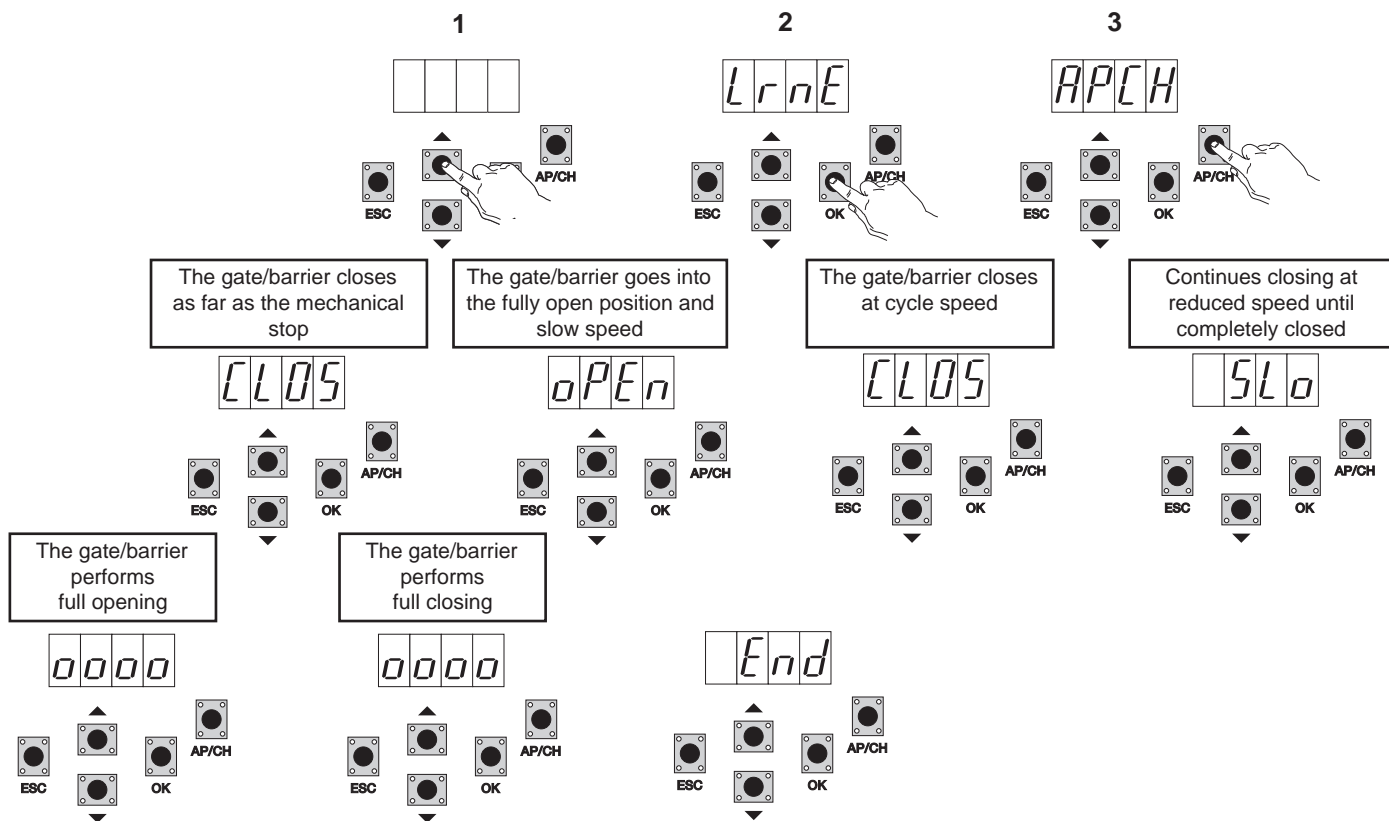 1 2 3
LrnE APCH
AP/CH
ESC
AP/CH
ESC OK
AP/CH
ESC OK
The gate/barrier closes
as far as the mechanical
stop
The gate/barrier goes into
the fully open position and
slow speed
The gate/barrier closes
at cycle speed
Continues closing at
reduced speed until
completely closed
CLOS oPEn CLOS SLo
AP/CH AP/CH AP/CH AP/CH
ESC OK ESC OK ESC OK ESC OK
The gate/barrier
performs
full opening
The gate/barrier
performs
full closing
oooo oooo End
AP/CH AP/CH AP/CH
ESC OK ESC OK ESC OK